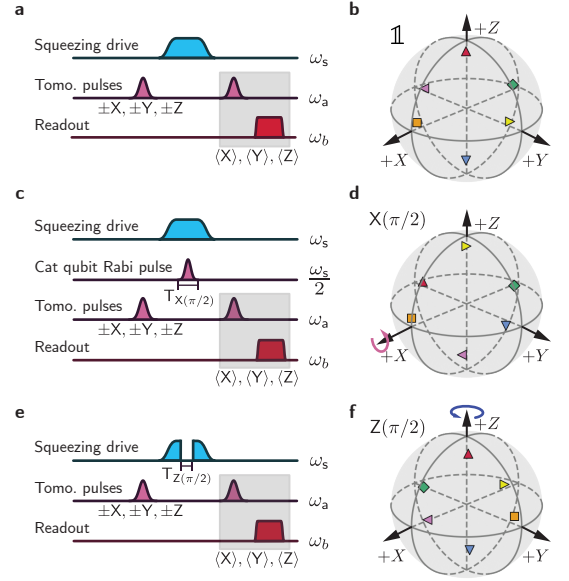 a
Squeezing drive
ωs
Tomo. pulses
ωa
±X, ±Y, ±Z
Readout
ωb
⟨X⟩, ⟨Y⟩, ⟨Z⟩
b
𝟙
+Z
+X
+Y
c
Squeezing drive
ωs
Cat qubit Rabi pulse
ωs/2
TX(π/2)
Tomo. pulses
ωa
±X, ±Y, ±Z
Readout
ωb
⟨X⟩, ⟨Y⟩, ⟨Z⟩
d
X(π/2)
+Z
+X
+Y
e
Squeezing drive
ωs
TZ(π/2)
Tomo. pulses
ωa
±X, ±Y, ±Z
Readout
ωb
⟨X⟩, ⟨Y⟩, ⟨Z⟩
f
Z(π/2)
+Z
+X
+Y